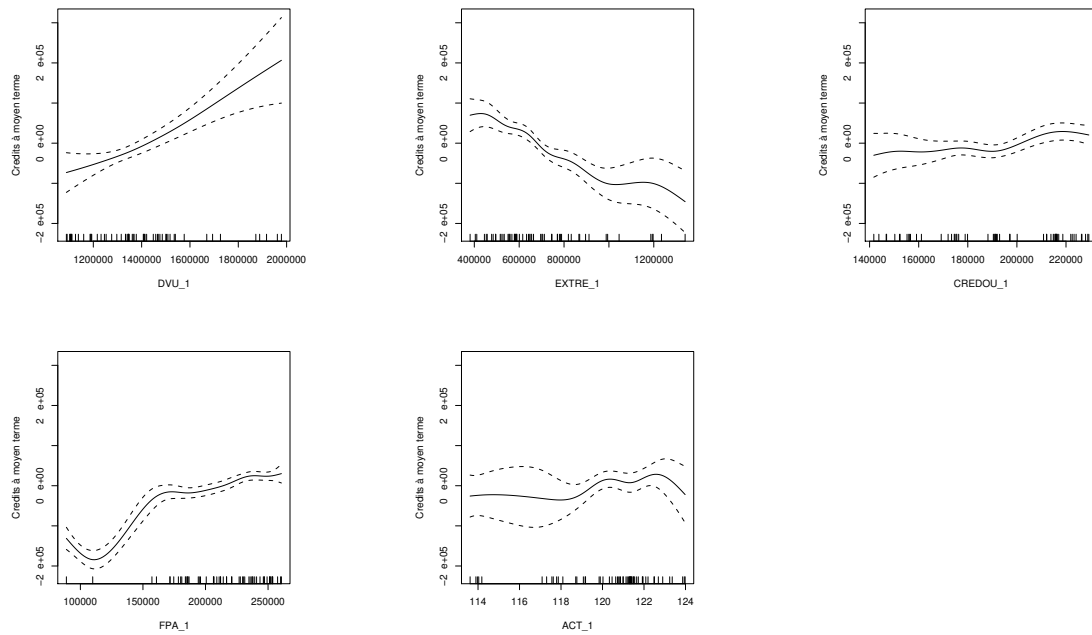 Credits à moyen terme
−2 e+05 0 e+00 2 e+05
1200000 1400000 1600000 1800000 2000000
DVU_1
Credits à moyen terme
−2 e+05 0 e+00 2 e+05
400000 600000 800000 1200000
EXTRE_1
Credits à moyen terme
−2 e+05 0 e+00 2 e+05
140000 160000 180000 200000 220000
CREDOU_1
Credits à moyen terme
−2 e+05 0 e+00 2 e+05
100000 150000 200000 250000
FPA_1
Credits à moyen terme
−2 e+05 0 e+00 2 e+05
114 116 118 120 122 124
ACT_1